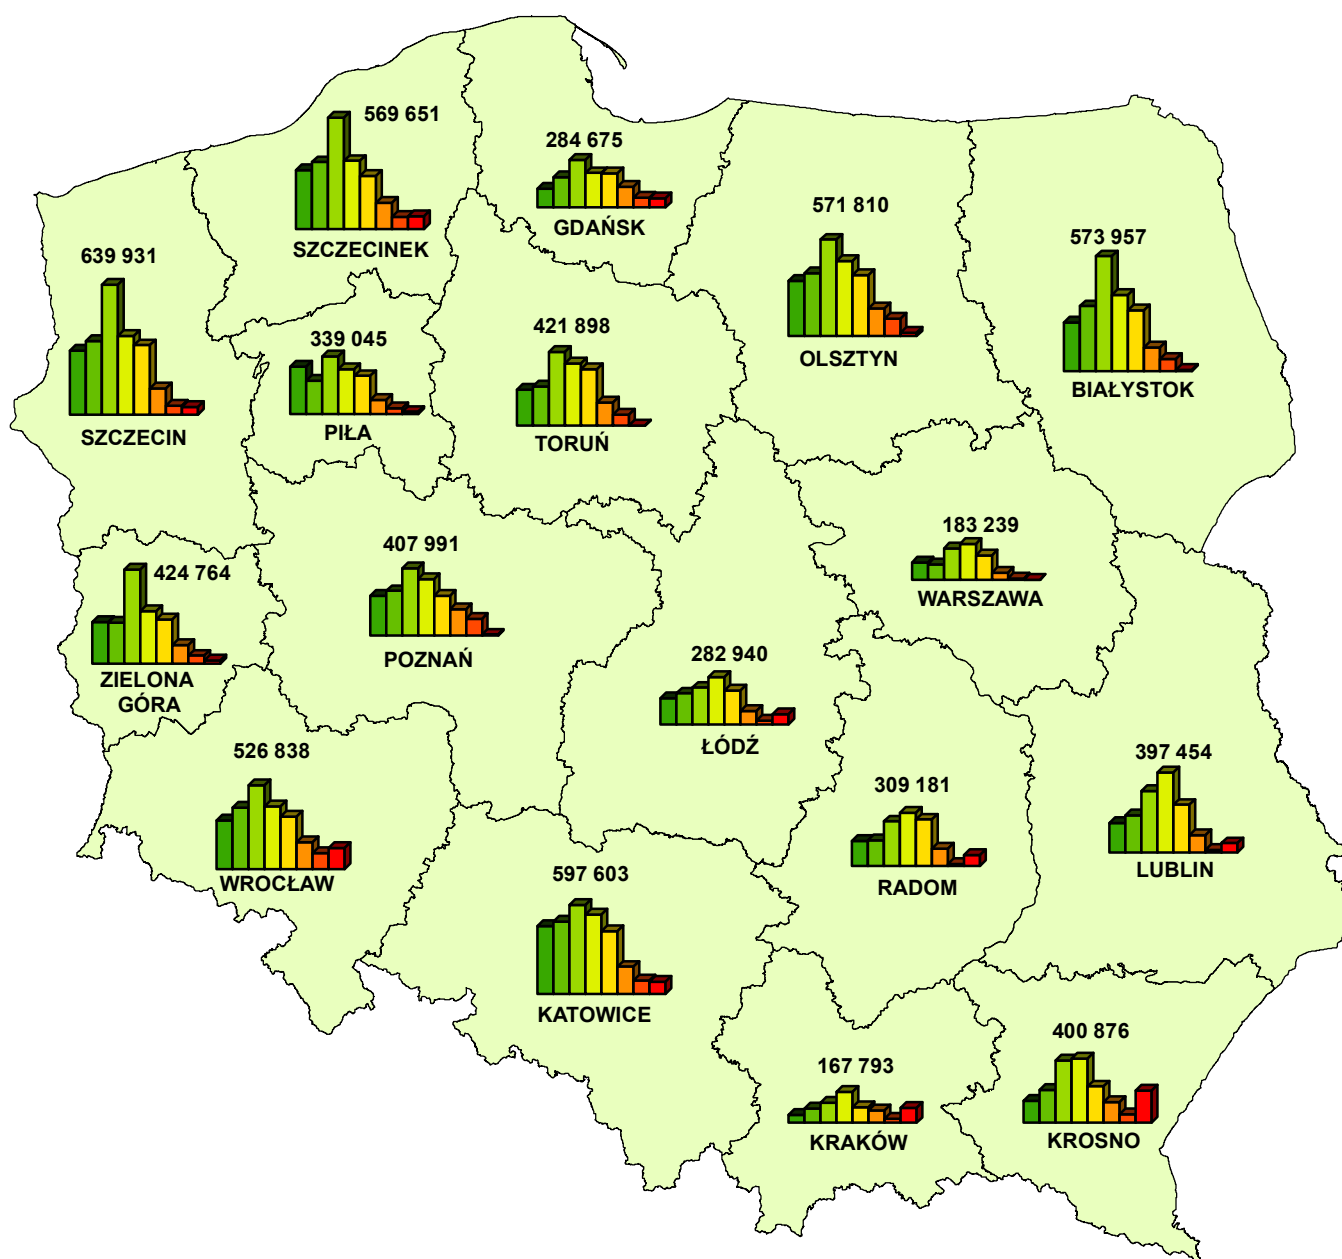 569 651
SZCZECINEK
284 675
GDAŃSK
571 810
OLSZTYN
573 957
BIAŁYSTOK
639 931
SZCZECIN
339 045
PIŁA
421 898
TORUŃ
183 239
WARSZAWA
424 764
ZIELONA
GÓRA
407 991
POZNAŃ
282 940
ŁÓDŹ
397 454
LUBLIN
526 838
WROCŁAW
309 181
RADOM
597 603
KATOWICE
167 793
KRAKÓW
400 876
KROSNO